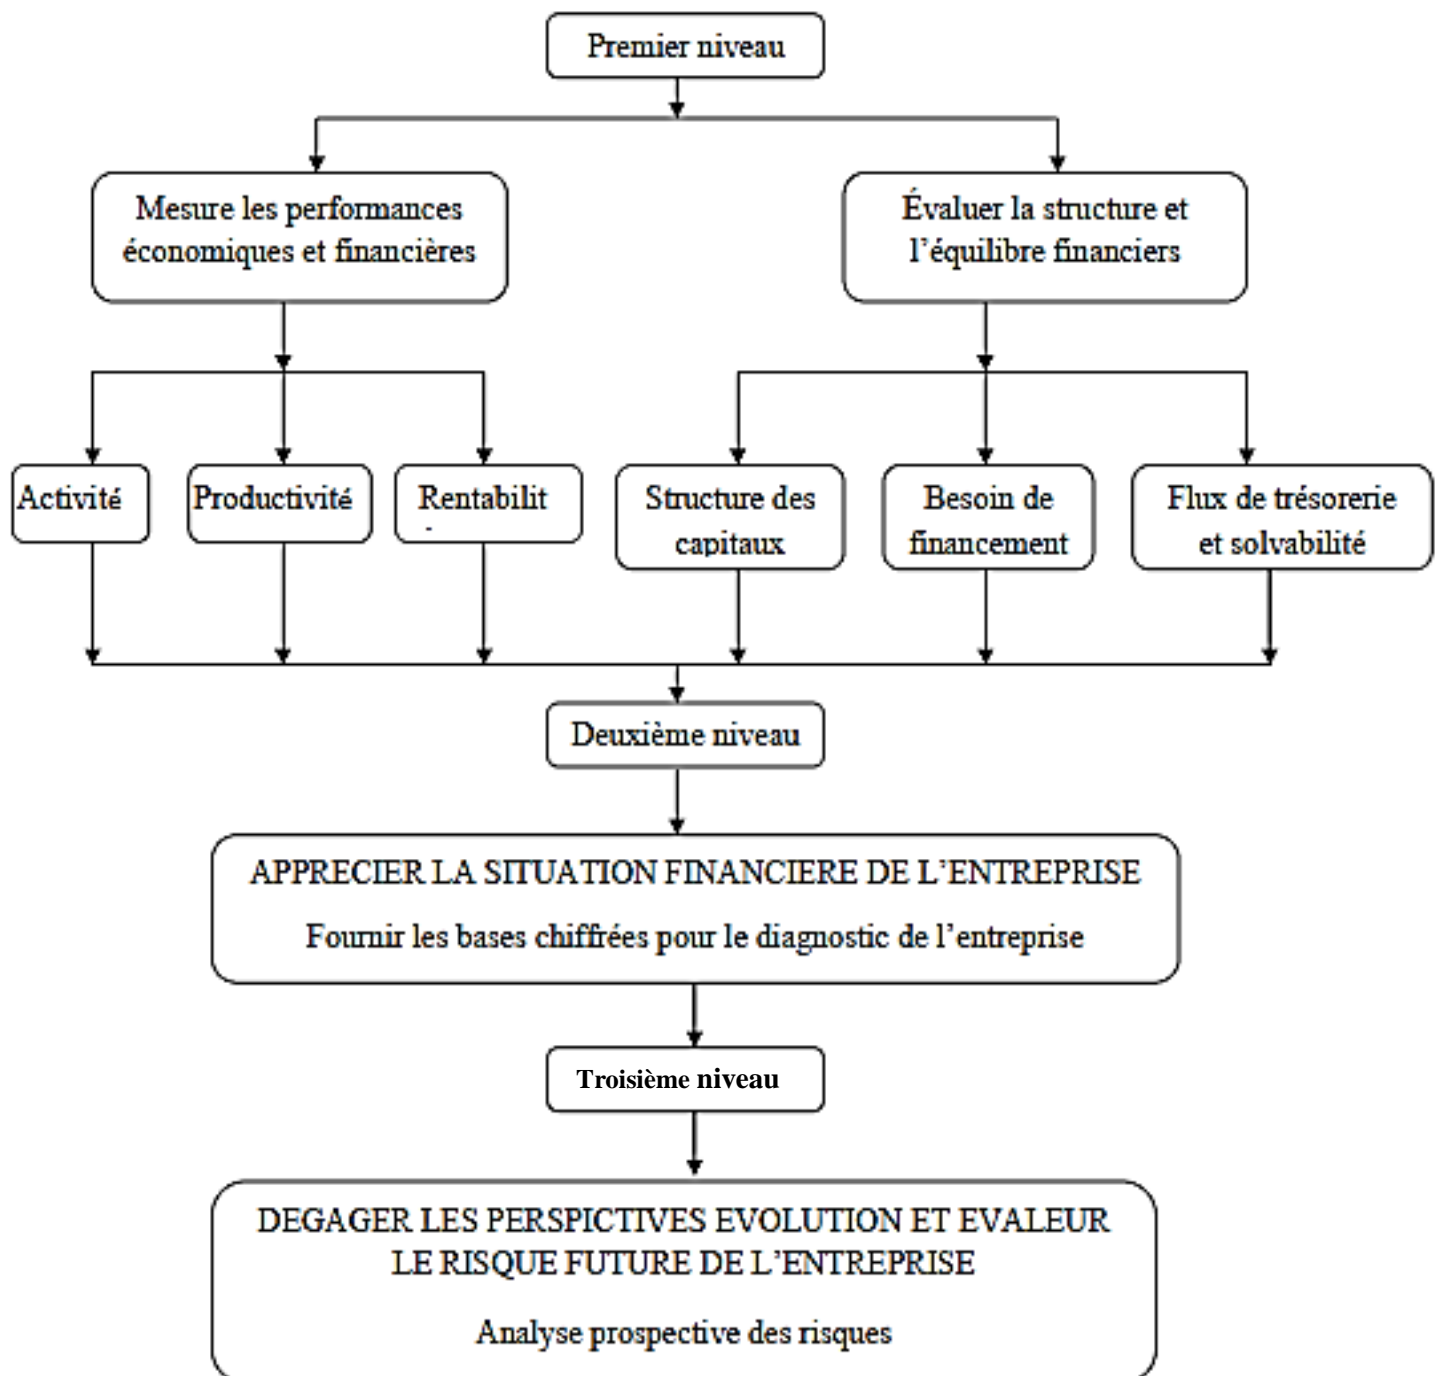 Premier niveau
Mesure les performances
économiques et financières
Évaluer la structure et
l'équilibre financiers
Activité
Productivité
Rentabilit
Structure des
capitaux
Besoin de
financement
Flux de trésorerie
et solvabilité
Deuxième niveau
APPRECIER LA SITUATION FINANCIERE DE L'ENTREPRISE
Fournir les bases chiffrées pour le diagnostic de l'entreprise
Troisième niveau
DEGAGER LES PERSPICTIVES EVOLUTION ET EVALEUR
LE RISQUE FUTURE DE L'ENTREPRISE
Analyse prospective des risques